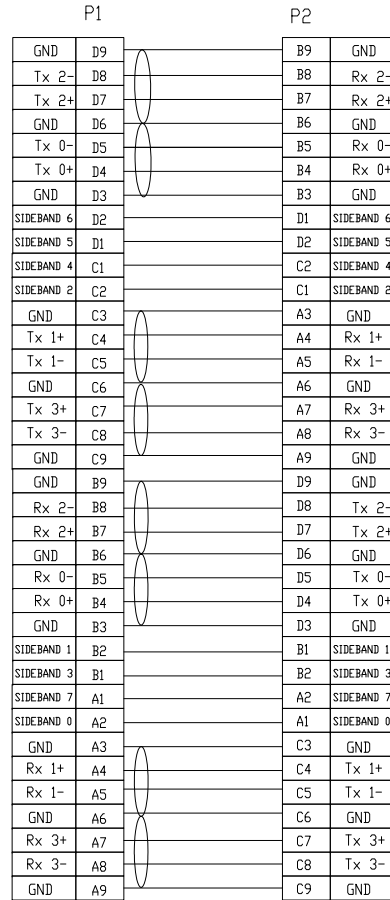 P1 P2
GND D9 B9 GND
Tx 2- D8 B8 Rx 2-
Tx 2+ D7 B7 Rx 2+
GND D6 B6 GND
Tx 0- D5 B5 Rx 0-
Tx 0+ D4 B4 Rx 0+
GND D3 B3 GND
SIDEBAND 6 D2 D1 SIDEBAND 6
SIDEBAND 5 D1 D2 SIDEBAND 5
SIDEBAND 4 C1 C2 SIDEBAND 4
SIDEBAND 2 C2 C1 SIDEBAND 2
GND C3 A3 GND
Tx 1+ C4 A4 Rx 1+
Tx 1- C5 A5 Rx 1-
GND C6 A6 GND
Tx 3+ C7 A7 Rx 3+
Tx 3- C8 A8 Rx 3-
GND C9 A9 GND
GND B9 D9 GND
Rx 2- B8 D8 Tx 2-
Rx 2+ B7 D7 Tx 2+
GND B6 D6 GND
Rx 0- B5 D5 Tx 0-
Rx 0+ B4 D4 Tx 0+
GND B3 D3 GND
SIDEBAND 1 B2 B1 SIDEBAND 1
SIDEBAND 3 B1 B2 SIDEBAND 3
SIDEBAND 7 A1 A2 SIDEBAND 7
SIDEBAND 0 A2 A1 SIDEBAND 0
GND A3 C3 GND
Rx 1+ A4 C4 Tx 1+
Rx 1- A5 C5 Tx 1-
GND A6 C6 GND
Rx 3+ A7 C7 Tx 3+
Rx 3- A8 C8 Tx 3-
GND A9 C9 GND